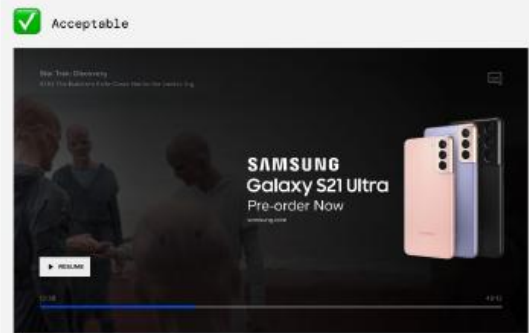 Acceptable
Star Trek: Discovery
SAMSUNG
Galaxy S21 Ultra
Pre-order Now
samsung.com
RESUME